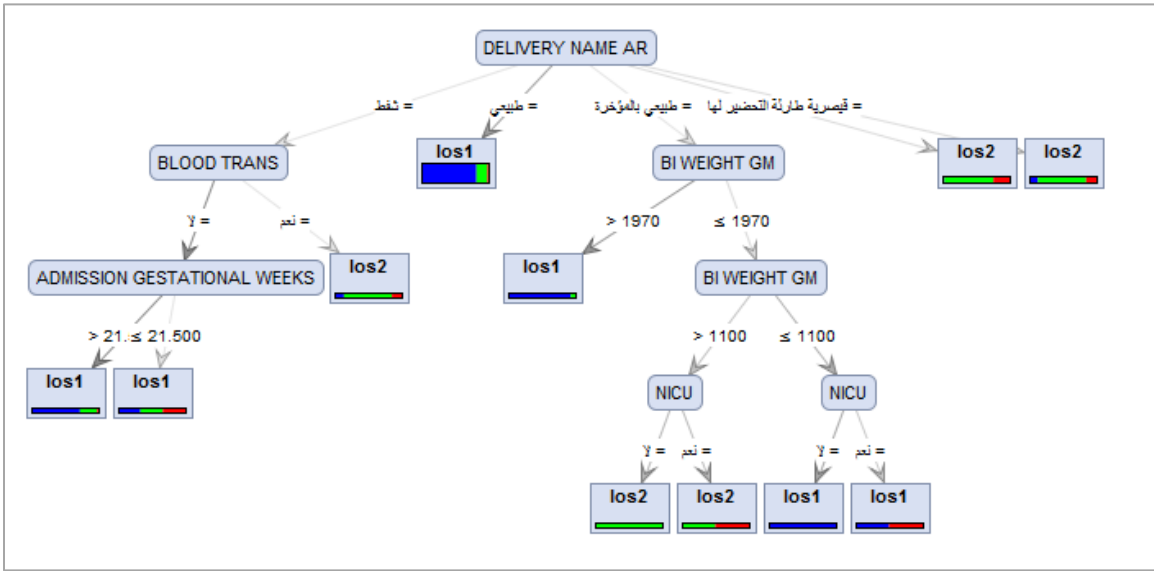 DELIVERY NAME AR
= شفط
= طبيعي
= طبيعي بالمؤخرة
= قيصرية طارئة التحضير لها
BLOOD TRANS
los1
BI WEIGHT GM
los2
los2
= لا
= نعم
> 1970
≤ 1970
ADMISSION GESTATIONAL WEEKS
los2
los1
BI WEIGHT GM
> 21.
≤ 21.500
> 1100
≤ 1100
los1
los1
NICU
NICU
= لا
= نعم
= لا
= نعم
los2
los2
los1
los1